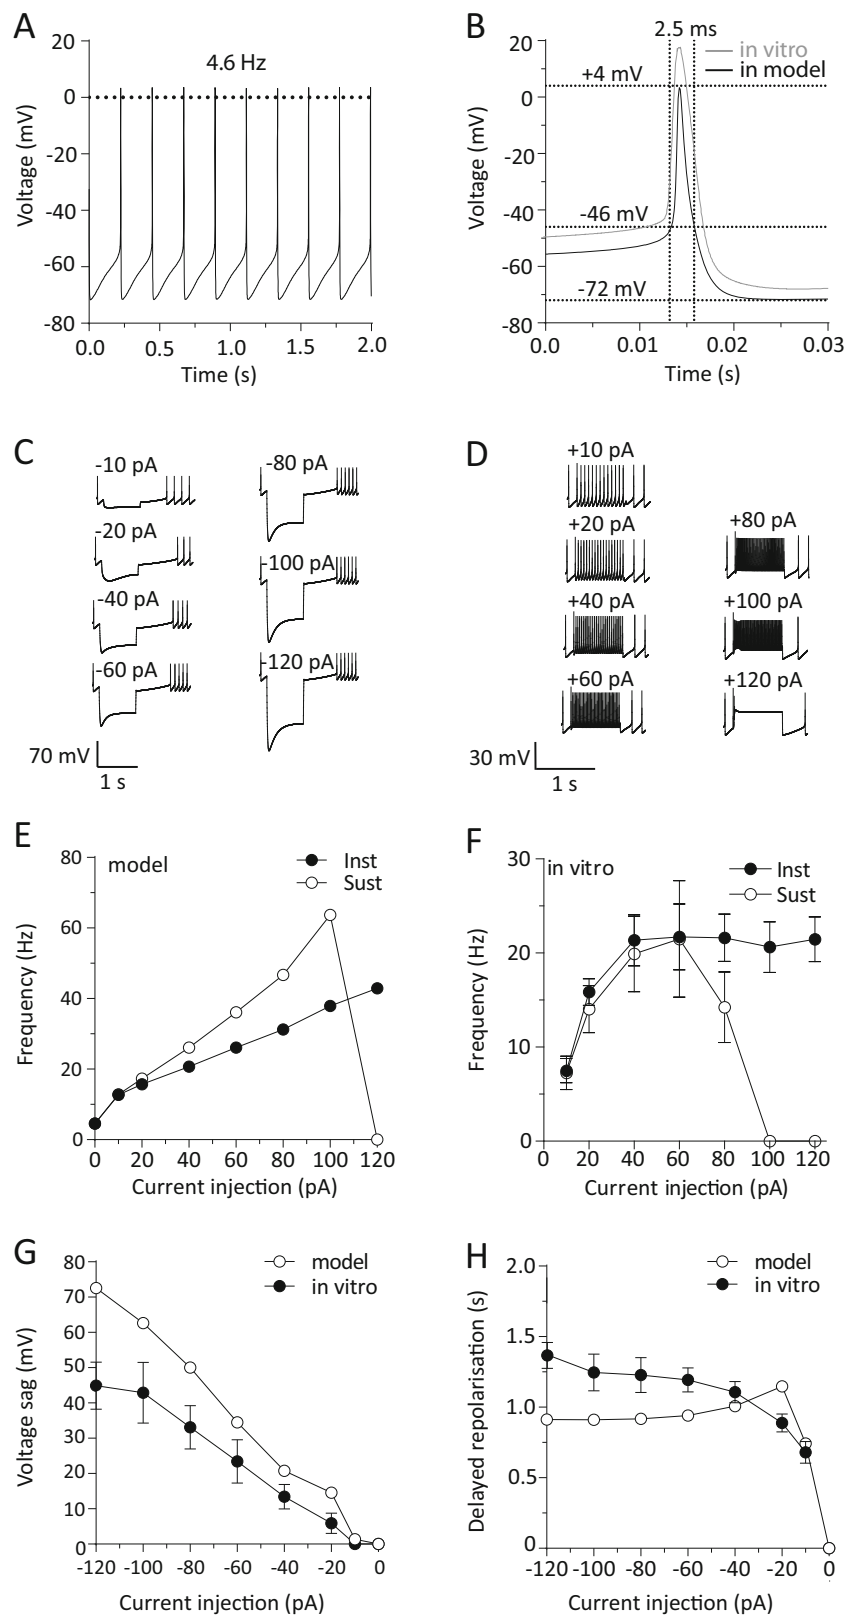 A
20
0
-20
-40
-60
-80
Voltage (mV)
4.6 Hz
0.0 0.5 1.0 1.5 2.0
Time (s)
B
2.5 ms
in vitro
in model
20
0
-20
-40
-60
-80
Voltage (mV)
+4 mV
-46 mV
-72 mV
0.0 0.01 0.02 0.03
Time (s)
C
-10 pA
-20 pA
-40 pA
-60 pA
-80 pA
-100 pA
-120 pA
70 mV
1 s
D
+10 pA
+20 pA
+40 pA
+60 pA
+80 pA
+100 pA
+120 pA
30 mV
1 s
E
model
Inst
Sust
80
60
40
20
0
Frequency (Hz)
0 20 40 60 80 100 120
Current injection (pA)
F
in vitro
Inst
Sust
30
20
10
0
Frequency (Hz)
0 20 40 60 80 100 120
Current injection (pA)
G
model
in vitro
80
70
60
50
40
30
20
10
0
Voltage sag (mV)
-120 -100 -80 -60 -40 -20 0
Current injection (pA)
H
model
in vitro
2.0
1.5
1.0
0.5
0
Delayed repolarisation (s)
-120 -100 -80 -60 -40 -20 0
Current injection (pA)